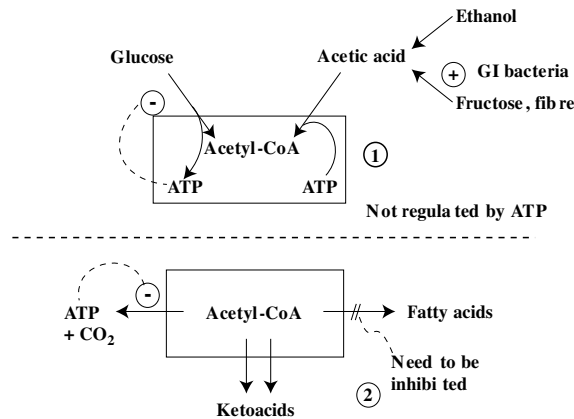 Ethanol
Glucose
Acetic acid
+
GI bacteria
Fructose, fibre
-
Acetyl-CoA
1
ATP
ATP
Not regulated by ATP
-
ATP
+ CO₂
Acetyl-CoA
Fatty acids
Need to be
inhibited
2
Ketoacids